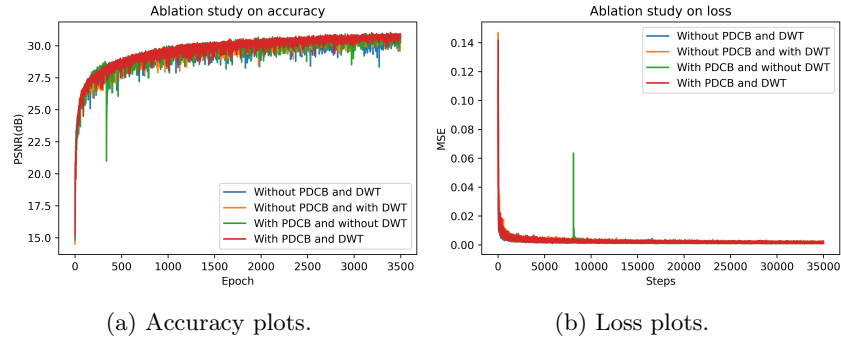 Ablation study on accuracy
30.0
27.5
25.0
22.5
20.0
17.5
15.0
PSNR(dB)
Without PDCB and DWT
Without PDCB and with DWT
With PDCB and without DWT
With PDCB and DWT
0 500 1000 1500 2000 2500 3000 3500
Epoch
(a) Accuracy plots.
Ablation study on loss
0.14
0.12
0.10
0.08
0.06
0.04
0.02
0.00
MSE
Without PDCB and DWT
Without PDCB and with DWT
With PDCB and without DWT
With PDCB and DWT
0 5000 10000 15000 20000 25000 30000 35000
Steps
(b) Loss plots.